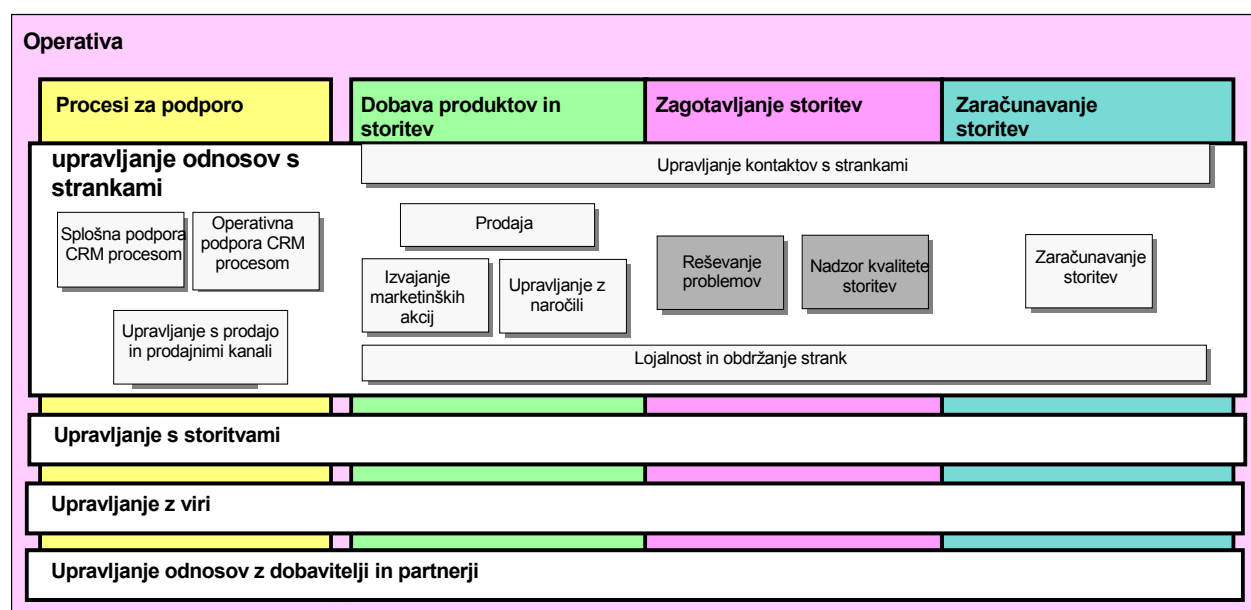 Operativa
Procesi za podporo
Dobava produktov in
storitev
Zagotavljanje storitev
Zaračunavanje
storitev
upravljanje odnosov s
strankami
Upravljanje kontaktov s strankami
Splošna podpora
CRM procesom
Operativna
podpora CRM
procesom
Prodaja
Izvajanje
marketinških
akcij
Upravljanje z
naročili
Reševanje
problemov
Nadzor kvalitete
storitev
Zaračunavanje
storitev
Upravljanje s prodajo
in prodajnimi kanali
Lojalnost in obdržanje strank
Upravljanje s storitvami
Upravljanje z viri
Upravljanje odnosov z dobavitelji in partnerji